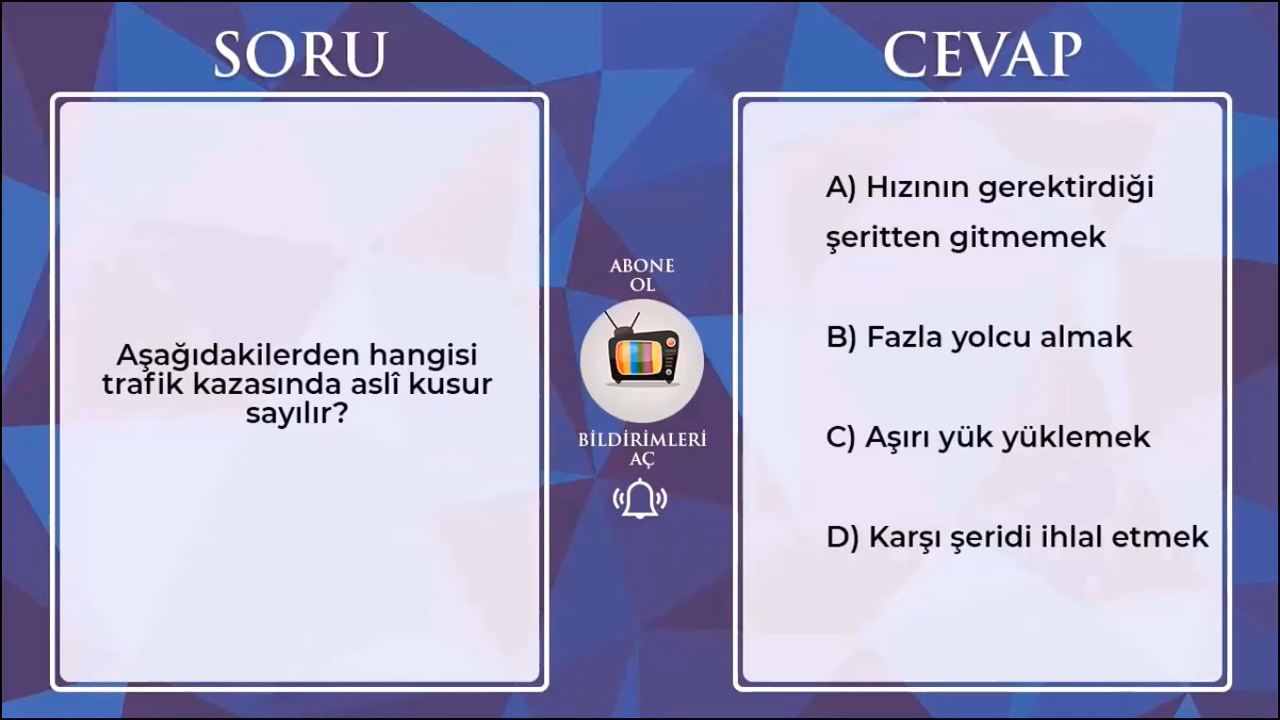 SORU
Aşağıdakilerden hangisi
trafik kazasında aslî kusur
sayılır?
ABONE
OL
BİLDİRİMLERİ
AÇ
CEVAP
A) Hızının gerektirdiği
şeritten gitmemek
B) Fazla yolcu almak
C) Aşırı yük yüklemek
D) Karşı şeridi ihlal etmek